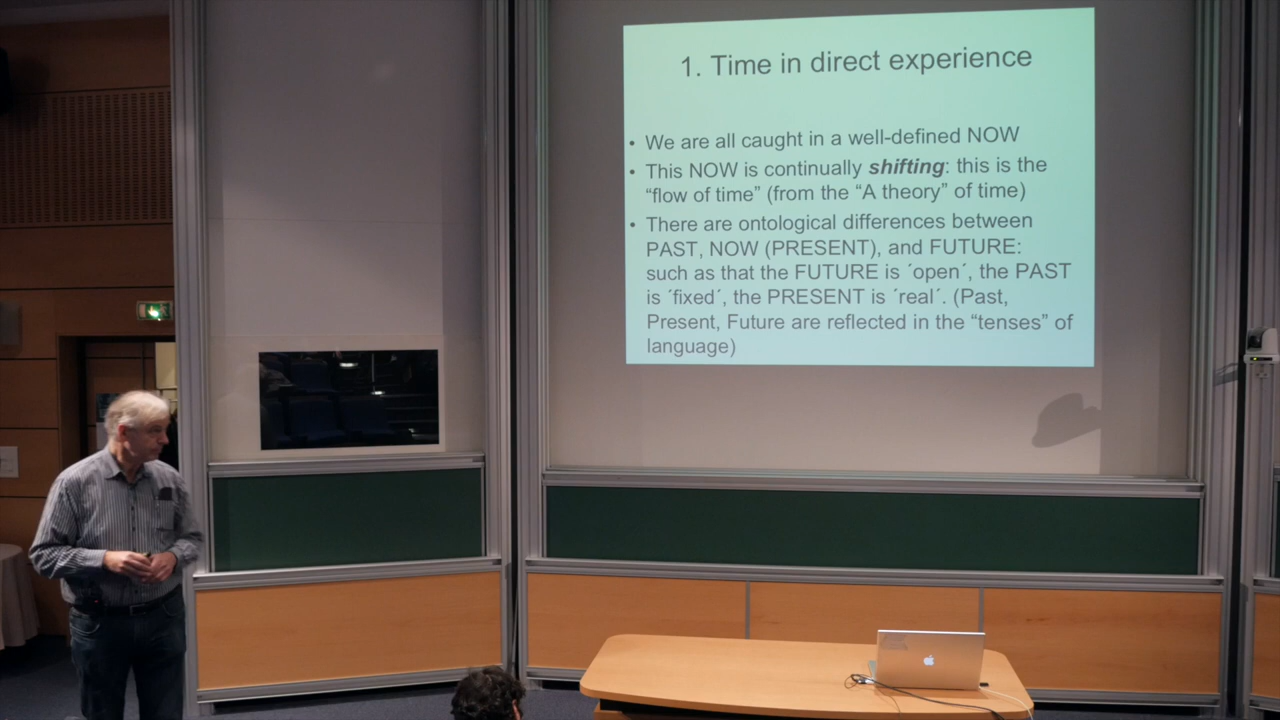 1. Time in direct experience
• We are all caught in a well-defined NOW
• This NOW is continually shifting: this is the
“flow of time” (from the “A theory” of time)
• There are ontological differences between
PAST, NOW (PRESENT), and FUTURE:
such as that the FUTURE is ´open´, the PAST
is ´fixed´, the PRESENT is ´real´. (Past,
Present, Future are reflected in the “tenses” of
language)